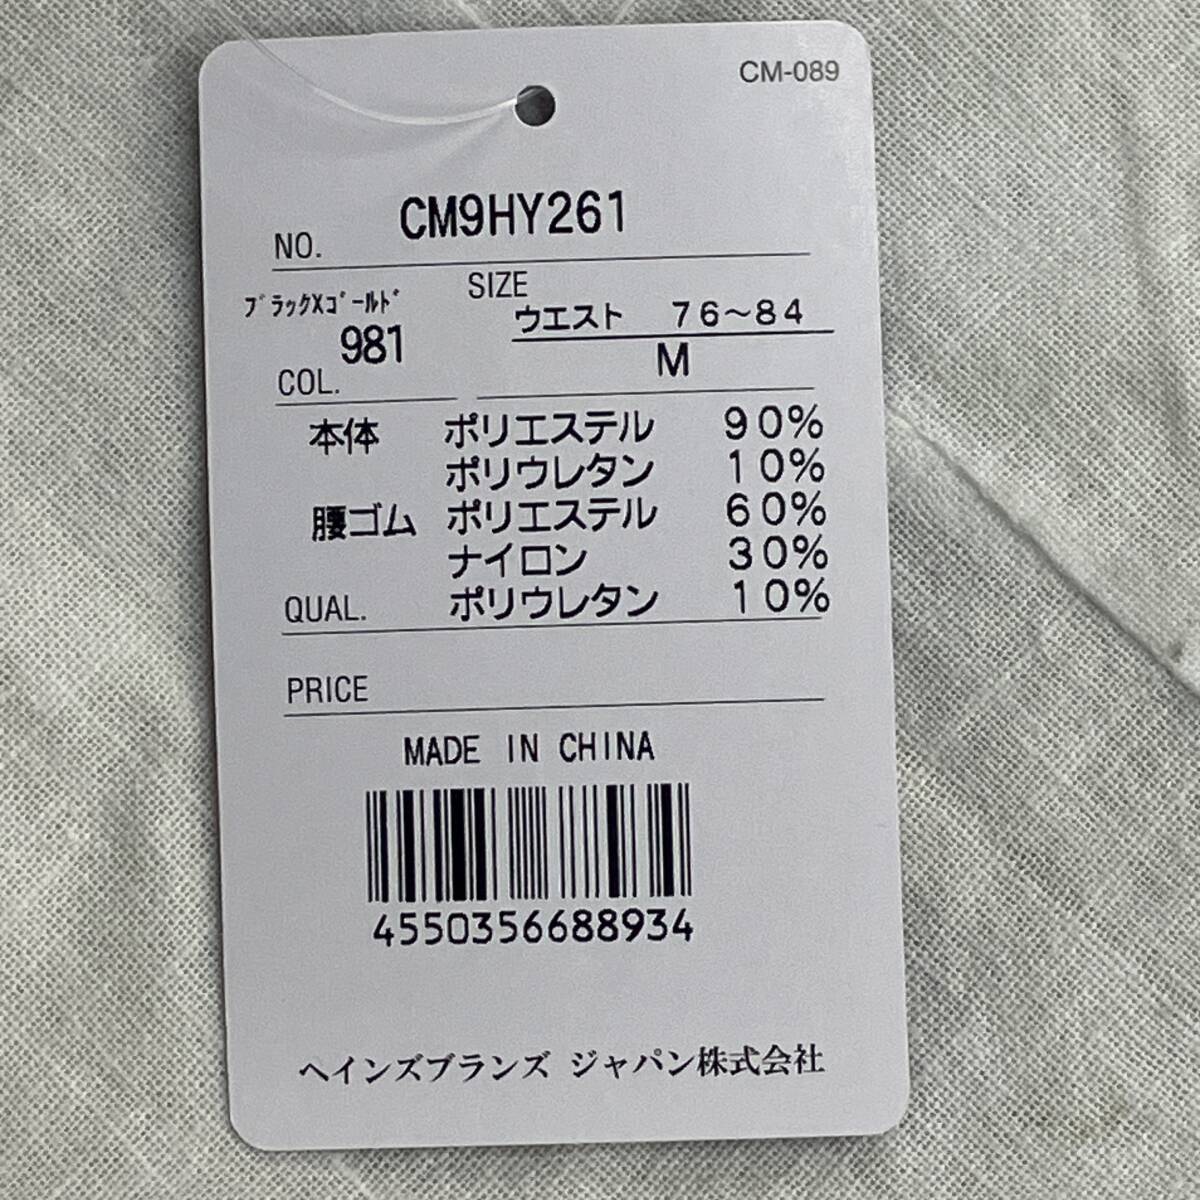 CM-089
NO. CM9HY261
ﾌﾞﾗｯｸXｺﾞｰﾙﾄﾞ
981
COL.
SIZE
ウエスト 76～84
M
本体 ポリエステル 90%
ポリウレタン 10%
腰ゴム ポリエステル 60%
ナイロン 30%
QUAL. ポリウレタン 10%
PRICE
MADE IN CHINA
4550356688934
ヘインズブランズ ジャパン株式会社